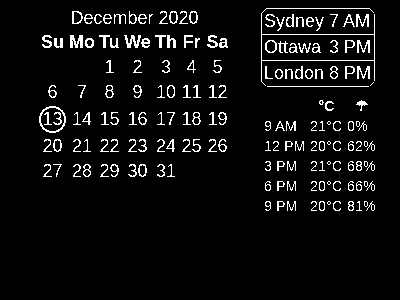 December 2020
Su Mo Tu We Th Fr Sa
1 2 3 4 5
6 7 8 9 10 11 12
13 14 15 16 17 18 19
20 21 22 23 24 25 26
27 28 29 30 31
Sydney 7 AM
Ottawa 3 PM
London 8 PM
°C ☂
9 AM 21°C 0%
12 PM 20°C 62%
3 PM 21°C 68%
6 PM 20°C 66%
9 PM 20°C 81%